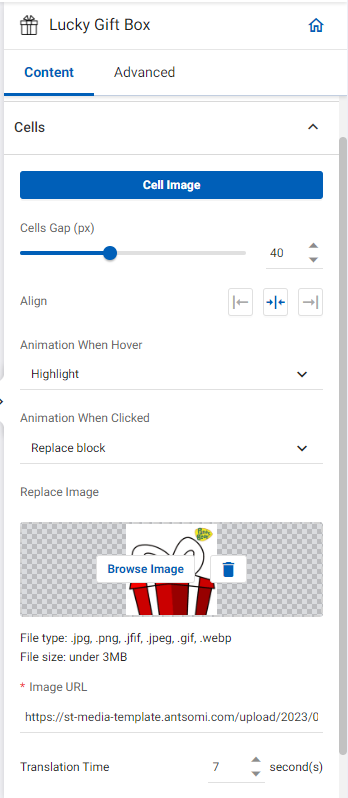 Lucky Gift Box
Content Advanced
Cells
Cell Image
Cells Gap (px)
40
Align
Animation When Hover
Highlight
Animation When Clicked
Replace block
Replace Image
Browse Image
File type: .jpg, .png, .jfif, .jpeg, .gif, .webp
File size: under 3MB
* Image URL
https://st-media-template.antsomi.com/upload/2023/0
Translation Time 7 second(s)